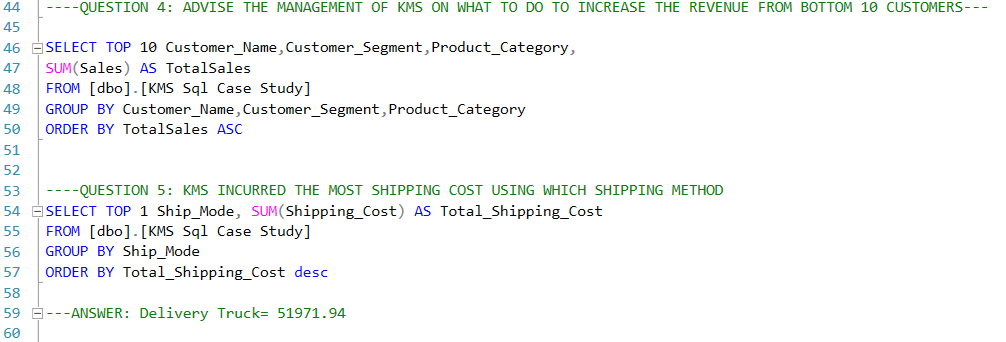 44 ----QUESTION 4: ADVISE THE MANAGEMENT OF KMS ON WHAT TO DO TO INCREASE THE REVENUE FROM BOTTOM 10 CUSTOMERS---
45
46 SELECT TOP 10 Customer_Name,Customer_Segment,Product_Category,
47 SUM(Sales) AS TotalSales
48 FROM [dbo].[KMS Sql Case Study]
49 GROUP BY Customer_Name,Customer_Segment,Product_Category
50 ORDER BY TotalSales ASC
51
52
53 ----QUESTION 5: KMS INCURRED THE MOST SHIPPING COST USING WHICH SHIPPING METHOD
54 SELECT TOP 1 Ship_Mode, SUM(Shipping_Cost) AS Total_Shipping_Cost
55 FROM [dbo].[KMS Sql Case Study]
56 GROUP BY Ship_Mode
57 ORDER BY Total_Shipping_Cost desc
58
59 ---ANSWER: Delivery Truck= 51971.94
60